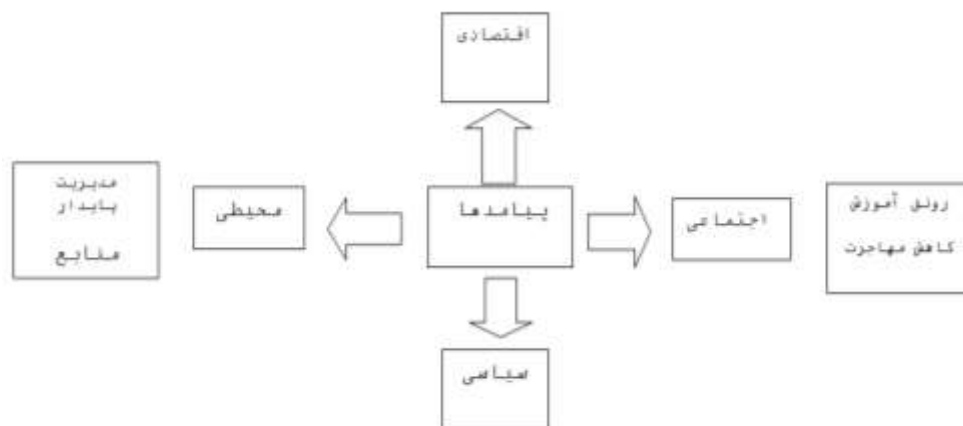 اقتصادی
مدیریت
پایدار
منابع
محیطی
پیامدها
اجتماعی
رونق آموزش
کاهش مهاجرت
سیاسی